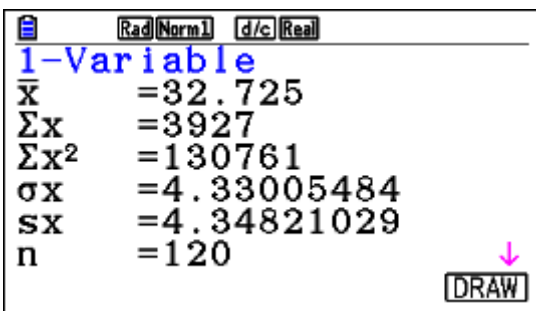 Rad Norm1 d/c Real
1-Variable
x̄ =32.725
Σx =3927
Σx² =130761
σx =4.33005484
sx =4.34821029
n =120 ↓
DRAW